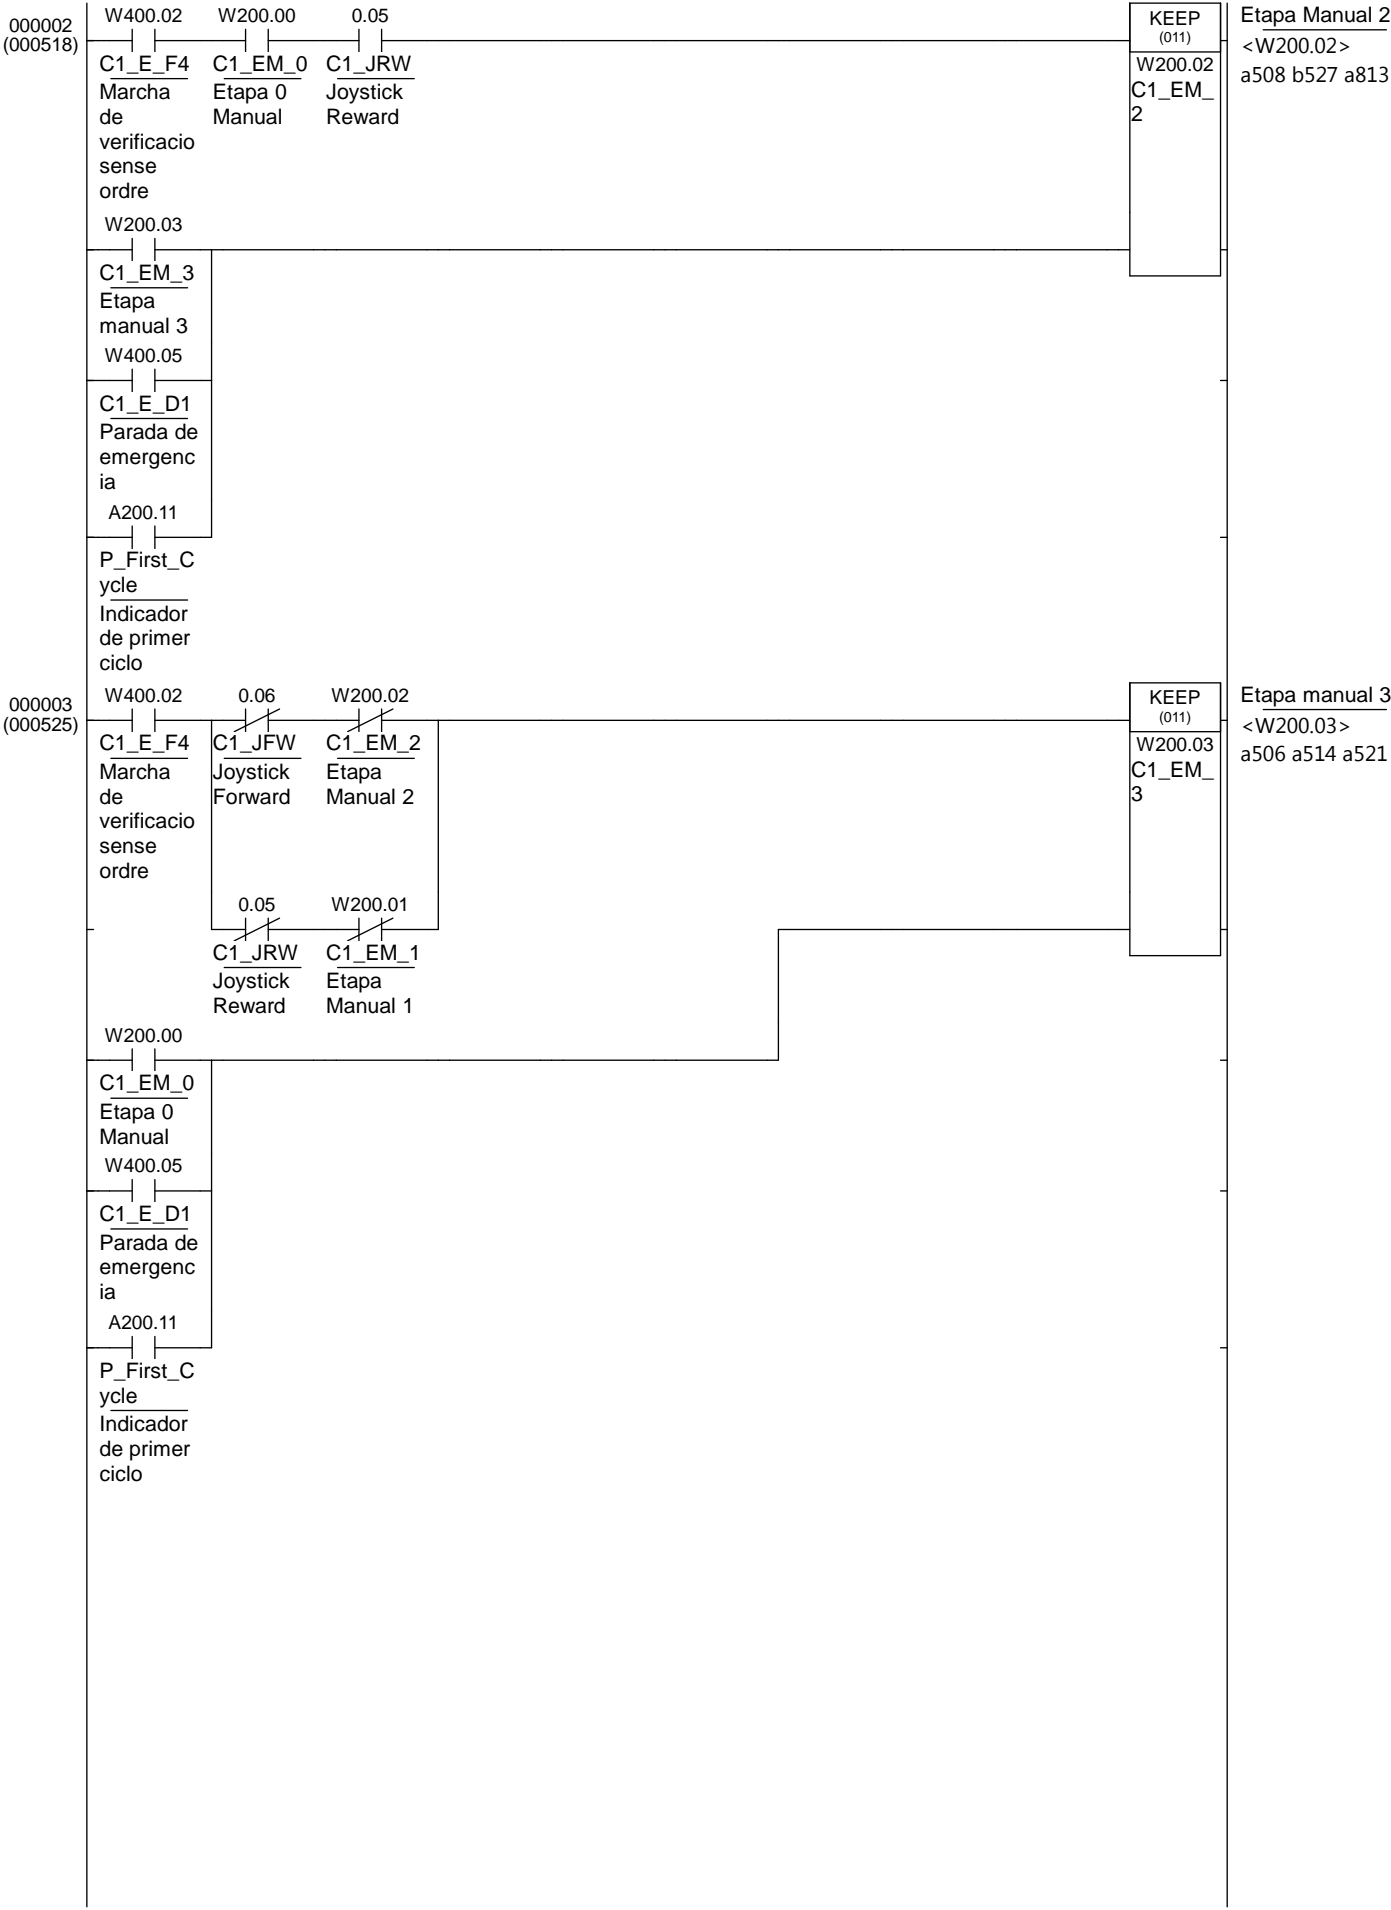 000002
(000518)
W400.02 W200.00 0.05
C1_E_F4 C1_EM_0 C1_JRW
Marcha
de
verificacio
sense
ordre
Etapa 0
Manual
Joystick
Reward
KEEP
(011)
W200.02
C1_EM_
2
Etapa Manual 2
<W200.02>
a508 b527 a813
W200.03
C1_EM_3
Etapa
manual 3
W400.05
C1_E_D1
Parada de
emergenc
ia
A200.11
P_First_C
ycle
Indicador
de primer
ciclo
000003
(000525)
W400.02 0.06 W200.02
C1_E_F4 C1_JFW C1_EM_2
Marcha
de
verificacio
sense
ordre
Joystick
Forward
Etapa
Manual 2
KEEP
(011)
W200.03
C1_EM_
3
Etapa manual 3
<W200.03>
a506 a514 a521
0.05 W200.01
C1_JRW C1_EM_1
Joystick
Reward
Etapa
Manual 1
W200.00
C1_EM_0
Etapa 0
Manual
W400.05
C1_E_D1
Parada de
emergenc
ia
A200.11
P_First_C
ycle
Indicador
de primer
ciclo